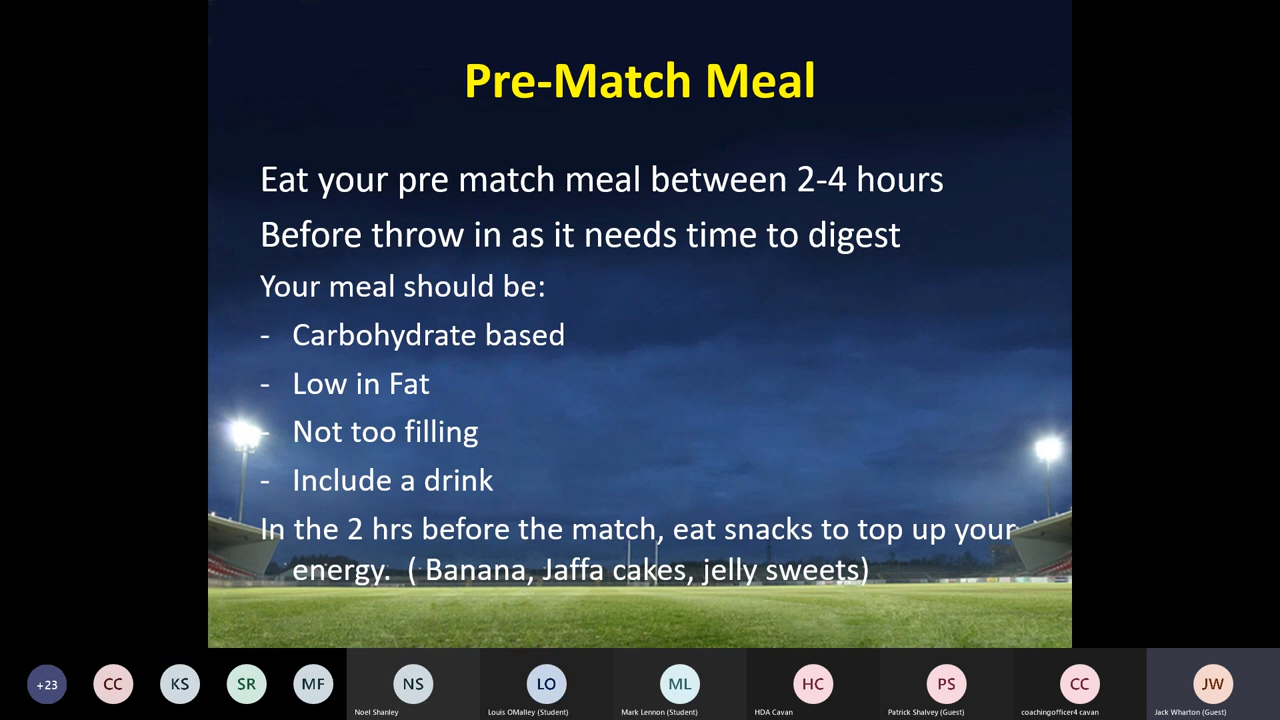 Pre-Match Meal
Eat your pre match meal between 2-4 hours
Before throw in as it needs time to digest
Your meal should be:
- Carbohydrate based
- Low in Fat
- Not too filling
- Include a drink
In the 2 hrs before the match, eat snacks to top up your
energy. ( Banana, Jaffa cakes, jelly sweets)
+23 CC KS SR MF NS LO ML HC PS CC JW
Noel Shanley Louis OMalley (Student) Mark Lennon (Student) HDA Cavan Patrick Shalvey (Guest) coachingofficer4 cavan Jack Wharton (Guest)